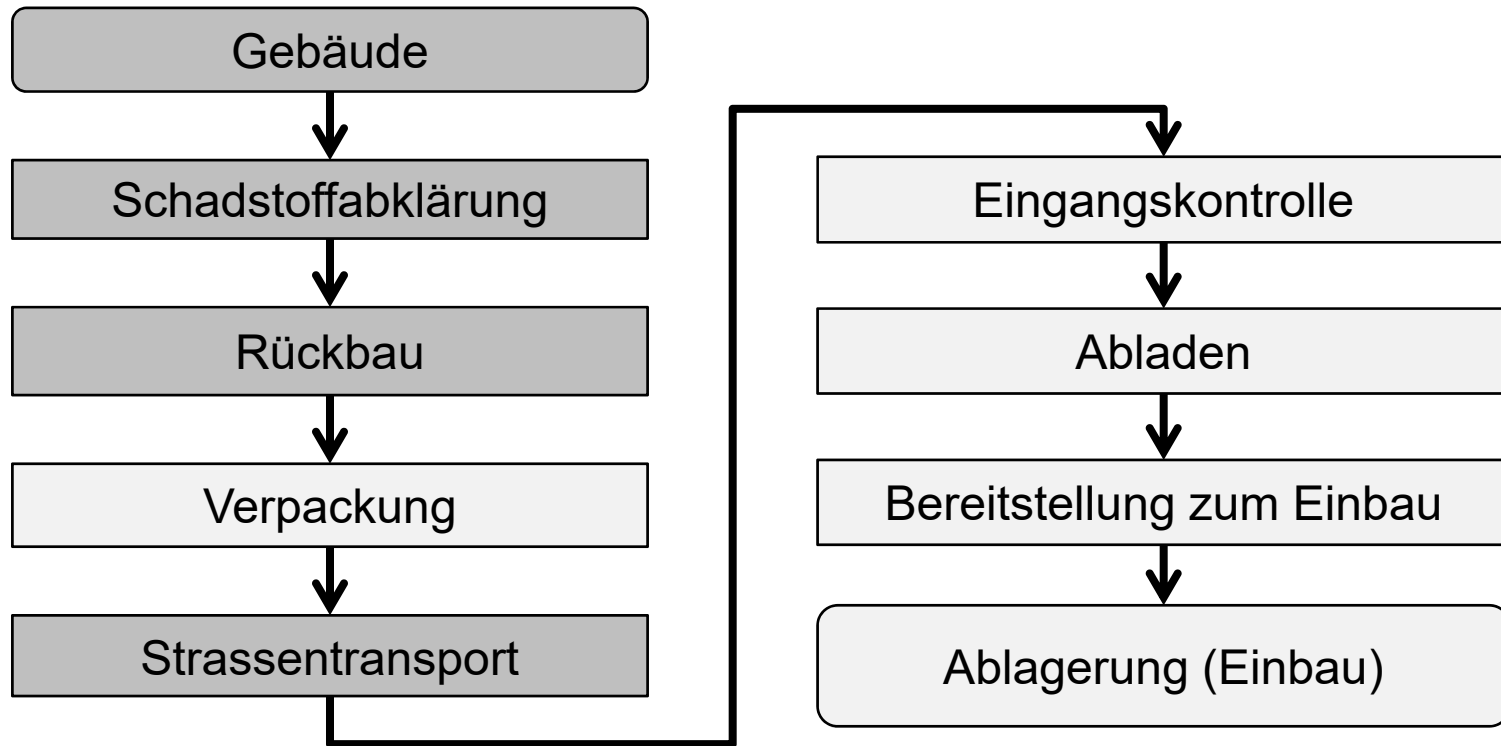 Gebäude
Schadstoffabklärung
Rückbau
Verpackung
Strassentransport
Eingangskontrolle
Abladen
Bereitstellung zum Einbau
Ablagerung (Einbau)